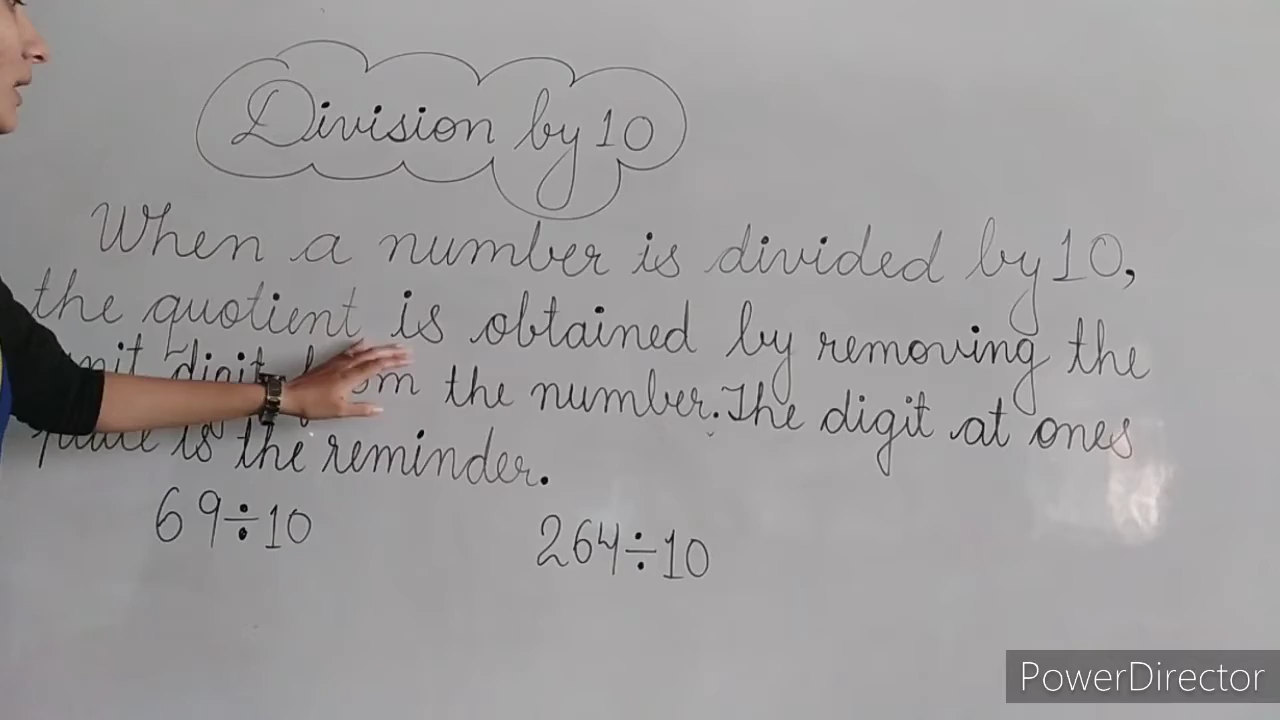 Division by 10
When a number is divided by 10,
the quotient is obtained by removing the
digit the number. The digit at ones
is the reminder.
69÷10 264÷10
PowerDirector